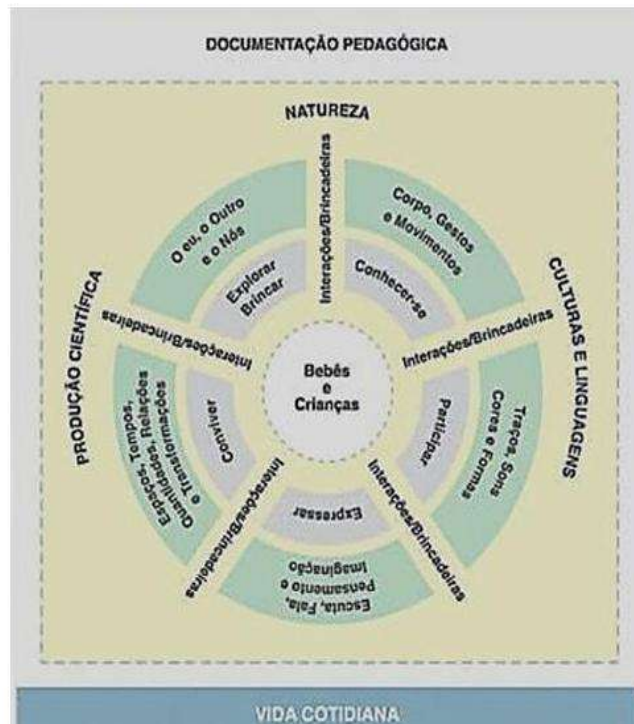 DOCUMENTAÇÃO PEDAGÓGICA
NATUREZA
O eu, o Outro
e o Nós
Explorar
Brincar
Interações/Brincadeiras
Corpo, Gestos
e Movimentos
Conhecer-se
CULTURAS E LINGUAGENS
Interações/Brincadeiras
Traços, Sons
Cores e Formas
Participar
Interações/Brincadeiras
Escuta, Fala,
Pensamento e
Imaginação
Expressar
Interações/Brincadeiras
Espaços, Tempos,
Quantidades, Relações
e Transformações
Conviver
Interações/Brincadeiras
PRODUÇÃO CIENTÍFICA
Bebês
e
Crianças
VIDA COTIDIANA